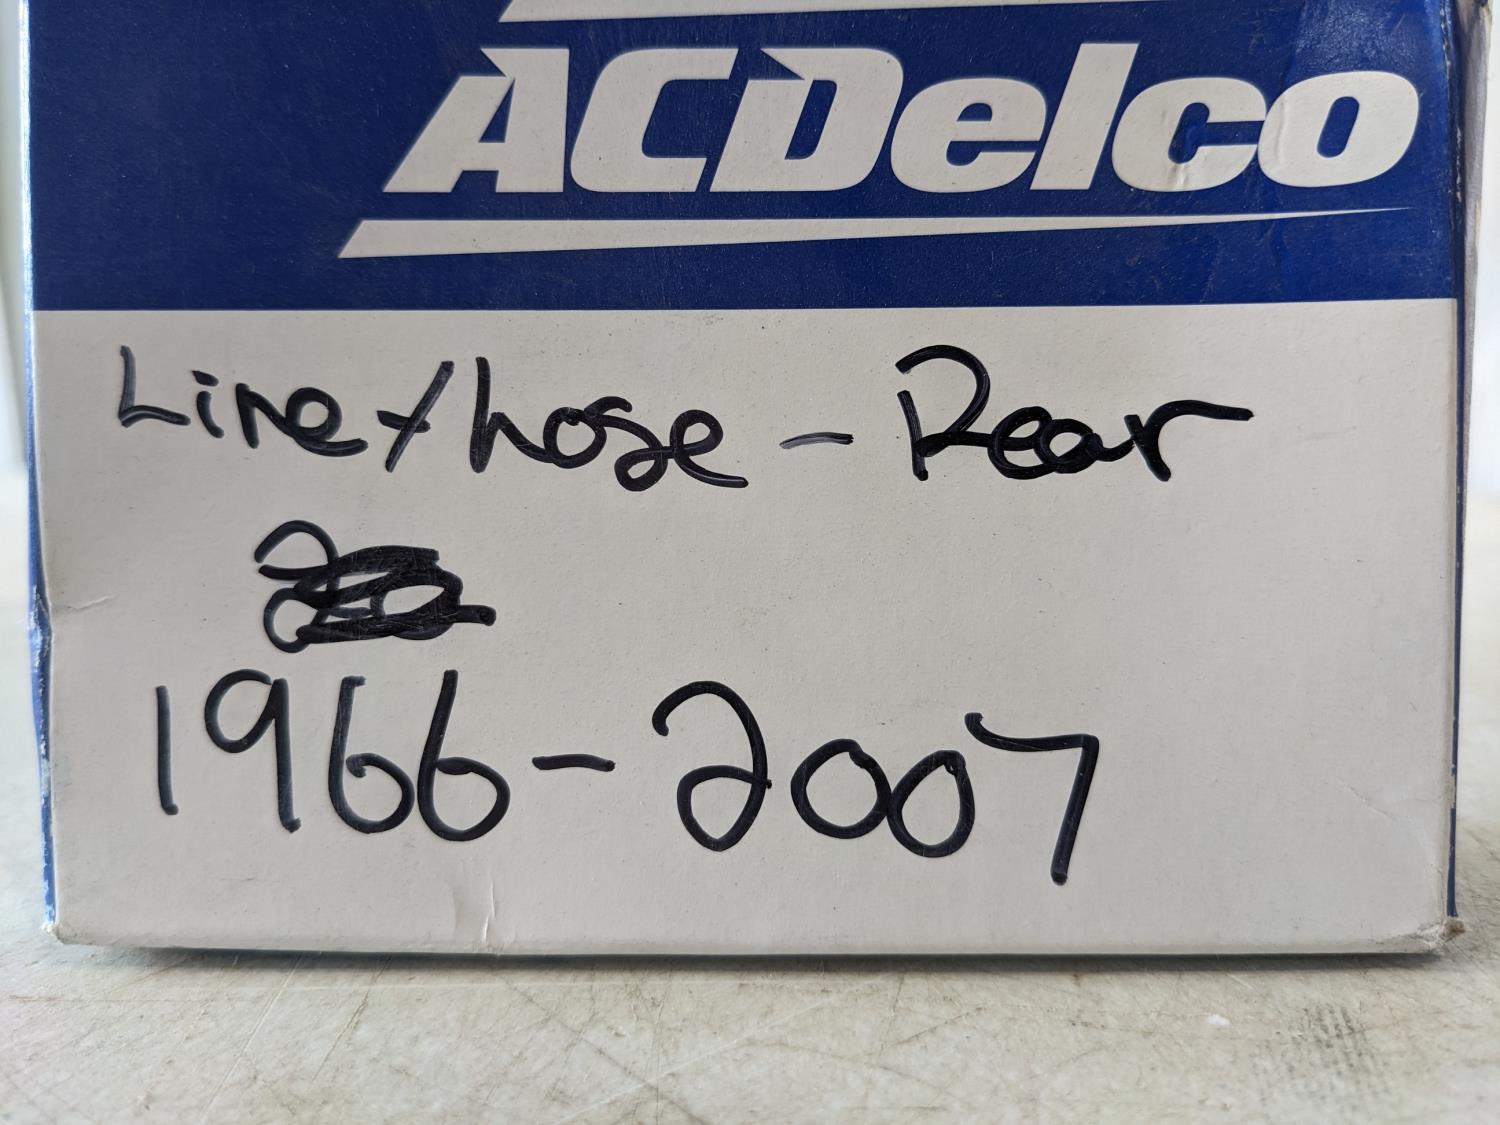 ACDelco
Line/hose - Rear
1966-2007